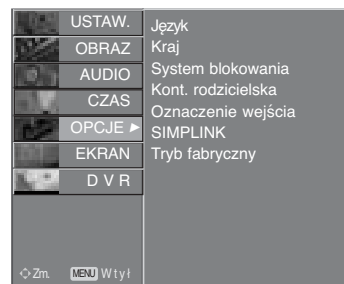 USTAW.
OBRAZ
AUDIO
CZAS
OPCJE ►
EKRAN
D V R
Język
Kraj
System blokowania
Kont. rodzicielska
Oznaczenie wejścia
SIMPLINK
Tryb fabryczny
Zm. MENU Wtył